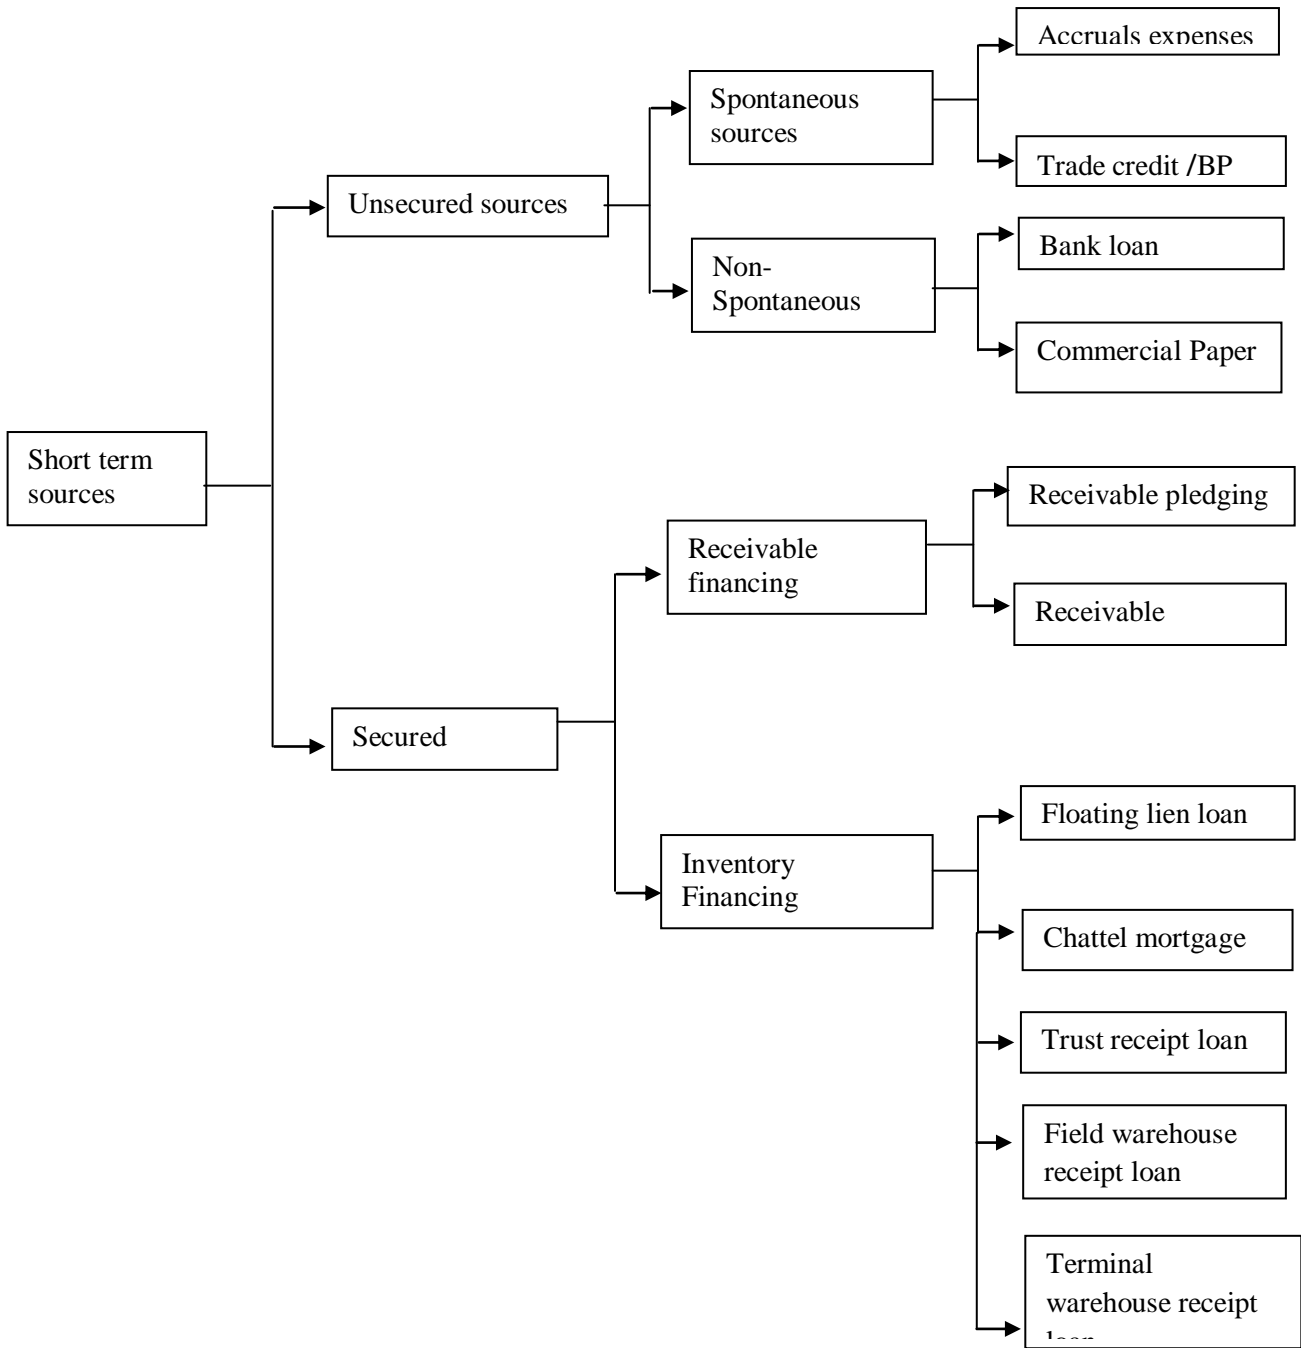 Accruals expenses
Spontaneous
sources
Trade credit /BP
Unsecured sources
Bank loan
Non-
Spontaneous
Commercial Paper
Short term
sources
Receivable pledging
Receivable
financing
Receivable
Secured
Floating lien loan
Inventory
Financing
Chattel mortgage
Trust receipt loan
Field warehouse
receipt loan
Terminal
warehouse receipt
loan